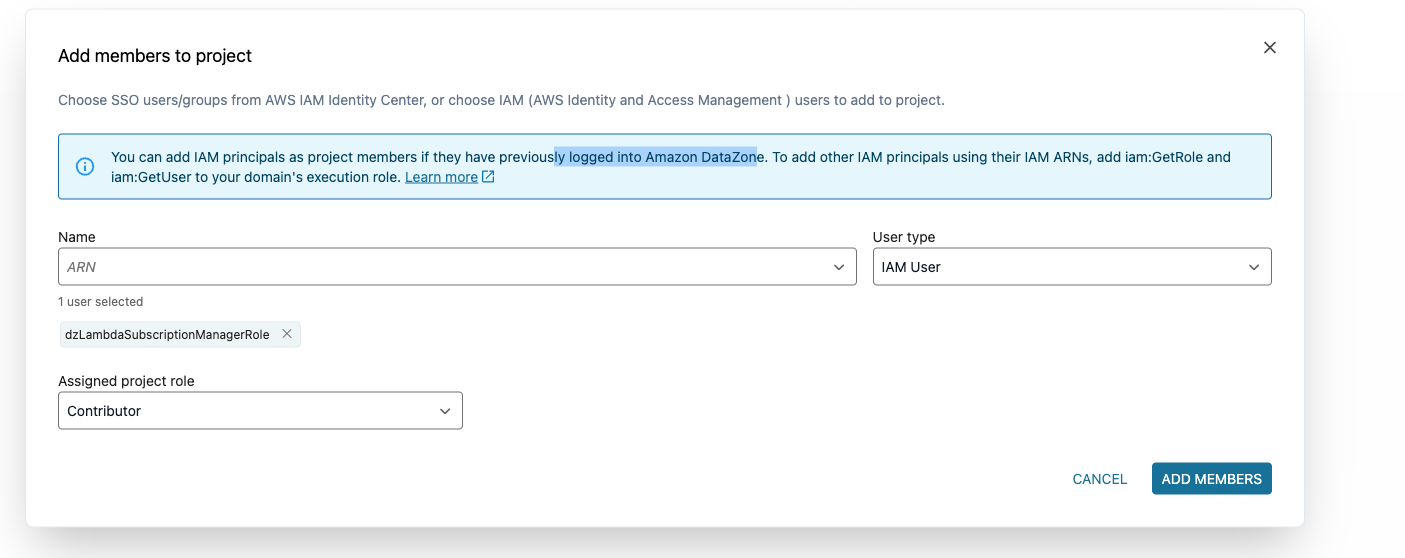 Add members to project
Choose SSO users/groups from AWS IAM Identity Center, or choose IAM (AWS Identity and Access Management ) users to add to project.
You can add IAM principals as project members if they have previously logged into Amazon DataZone. To add other IAM principals using their IAM ARNs, add iam:GetRole and
iam:GetUser to your domain's execution role. Learn more
Name
User type
ARN
IAM User
1 user selected
dzLambdaSubscriptionManagerRole
Assigned project role
Contributor
CANCEL
ADD MEMBERS